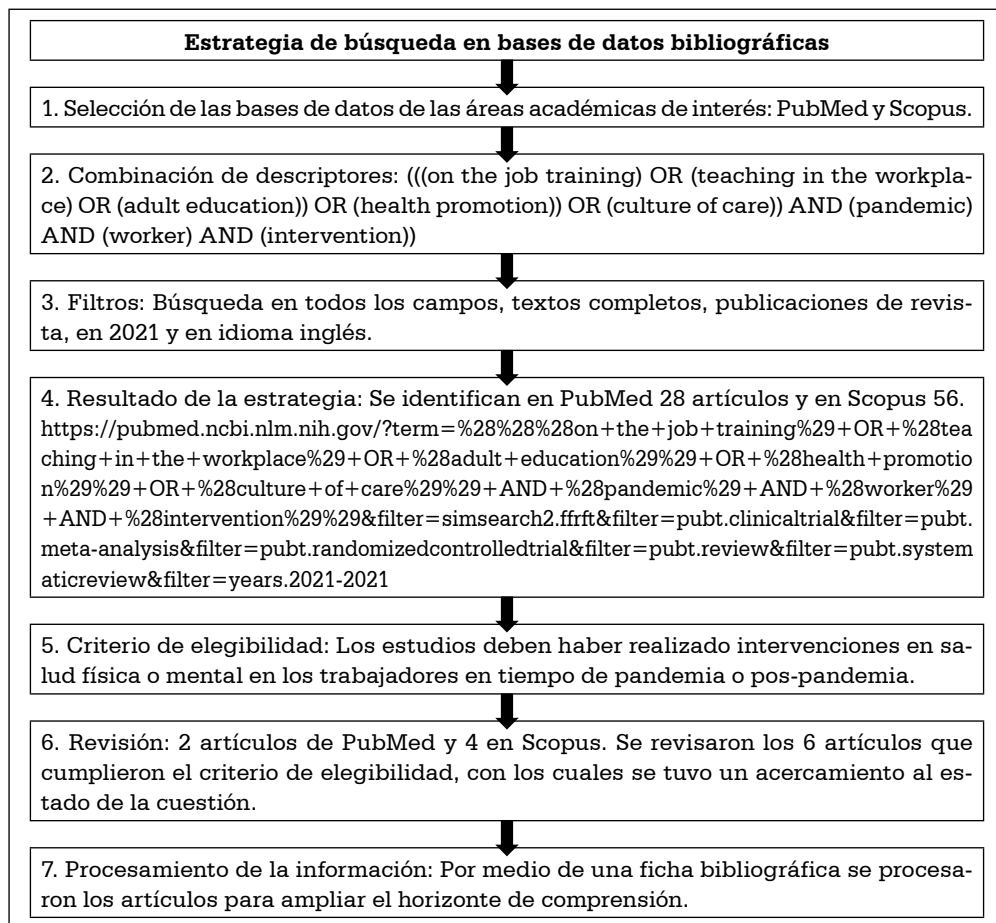 Estrategia de búsqueda en bases de datos bibliográficas
1. Selección de las bases de datos de las áreas académicas de interés: PubMed y Scopus.
2. Combinación de descriptores: (((on the job training) OR (teaching in the workpla-
ce) OR (adult education)) OR (health promotion)) OR (culture of care)) AND (pandemic)
AND (worker) AND (intervention))
3. Filtros: Búsqueda en todos los campos, textos completos, publicaciones de revis-
ta, en 2021 y en idioma inglés.
4. Resultado de la estrategia: Se identifican en PubMed 28 artículos y en Scopus 56.
https://pubmed.ncbi.nlm.nih.gov/?term=%28%28%28on+the+job+training%29+OR+%28tea
ching+in+the+workplace%29+OR+%28adult+education%29%29+OR+%28health+promotio
n%29%29+OR+%28culture+of+care%29%29+AND+%28pandemic%29+AND+%28worker%29
+AND+%28intervention%29%29&filter=simsearch2.ffrft&filter=pubt.clinicaltrial&filter=pubt.
meta-analysis&filter=pubt.randomizedcontrolledtrial&filter=pubt.review&filter=pubt.system
aticreview&filter=years.2021-2021
5. Criterio de elegibilidad: Los estudios deben haber realizado intervenciones en sa-
lud física o mental en los trabajadores en tiempo de pandemia o pos-pandemia.
6. Revisión: 2 artículos de PubMed y 4 en Scopus. Se revisaron los 6 artículos que
cumplieron el criterio de elegibilidad, con los cuales se tuvo un acercamiento al es-
tado de la cuestión.
7. Procesamiento de la información: Por medio de una ficha bibliográfica se procesa-
ron los artículos para ampliar el horizonte de comprensión.